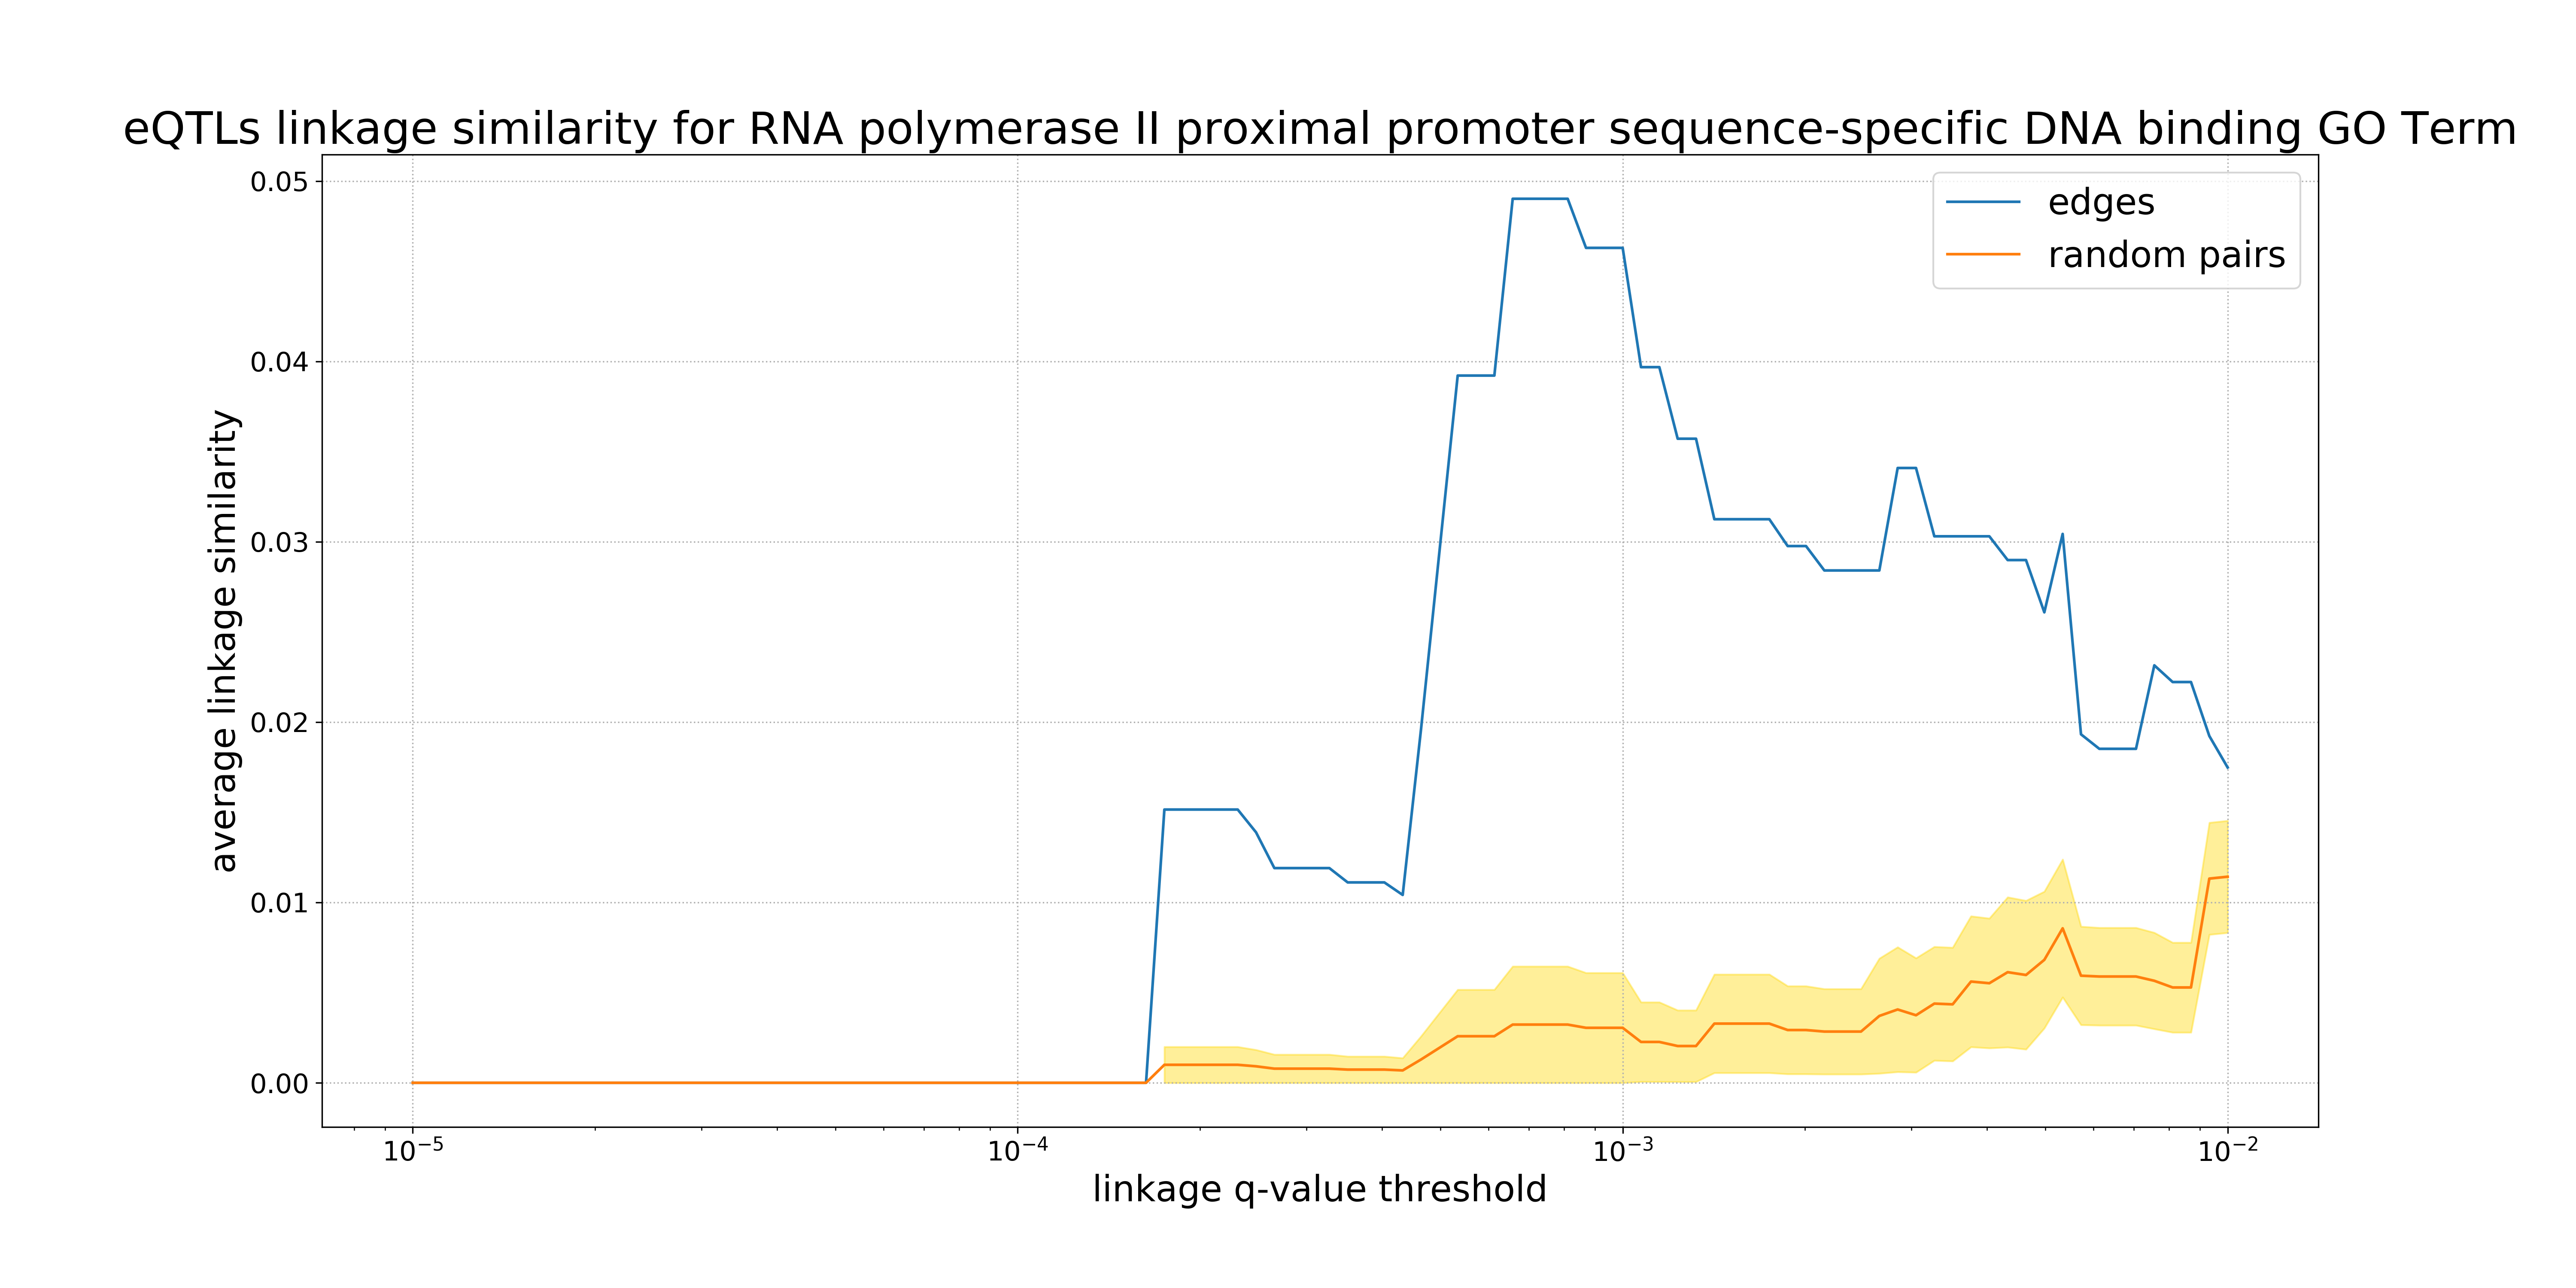 eQTLs linkage similarity for RNA polymerase II proximal promoter sequence-specific DNA binding GO Term
edges
random pairs
average linkage similarity
0.05
0.04
0.03
0.02
0.01
0.00
10⁻⁵
10⁻⁴
10⁻³
10⁻²
linkage q-value threshold